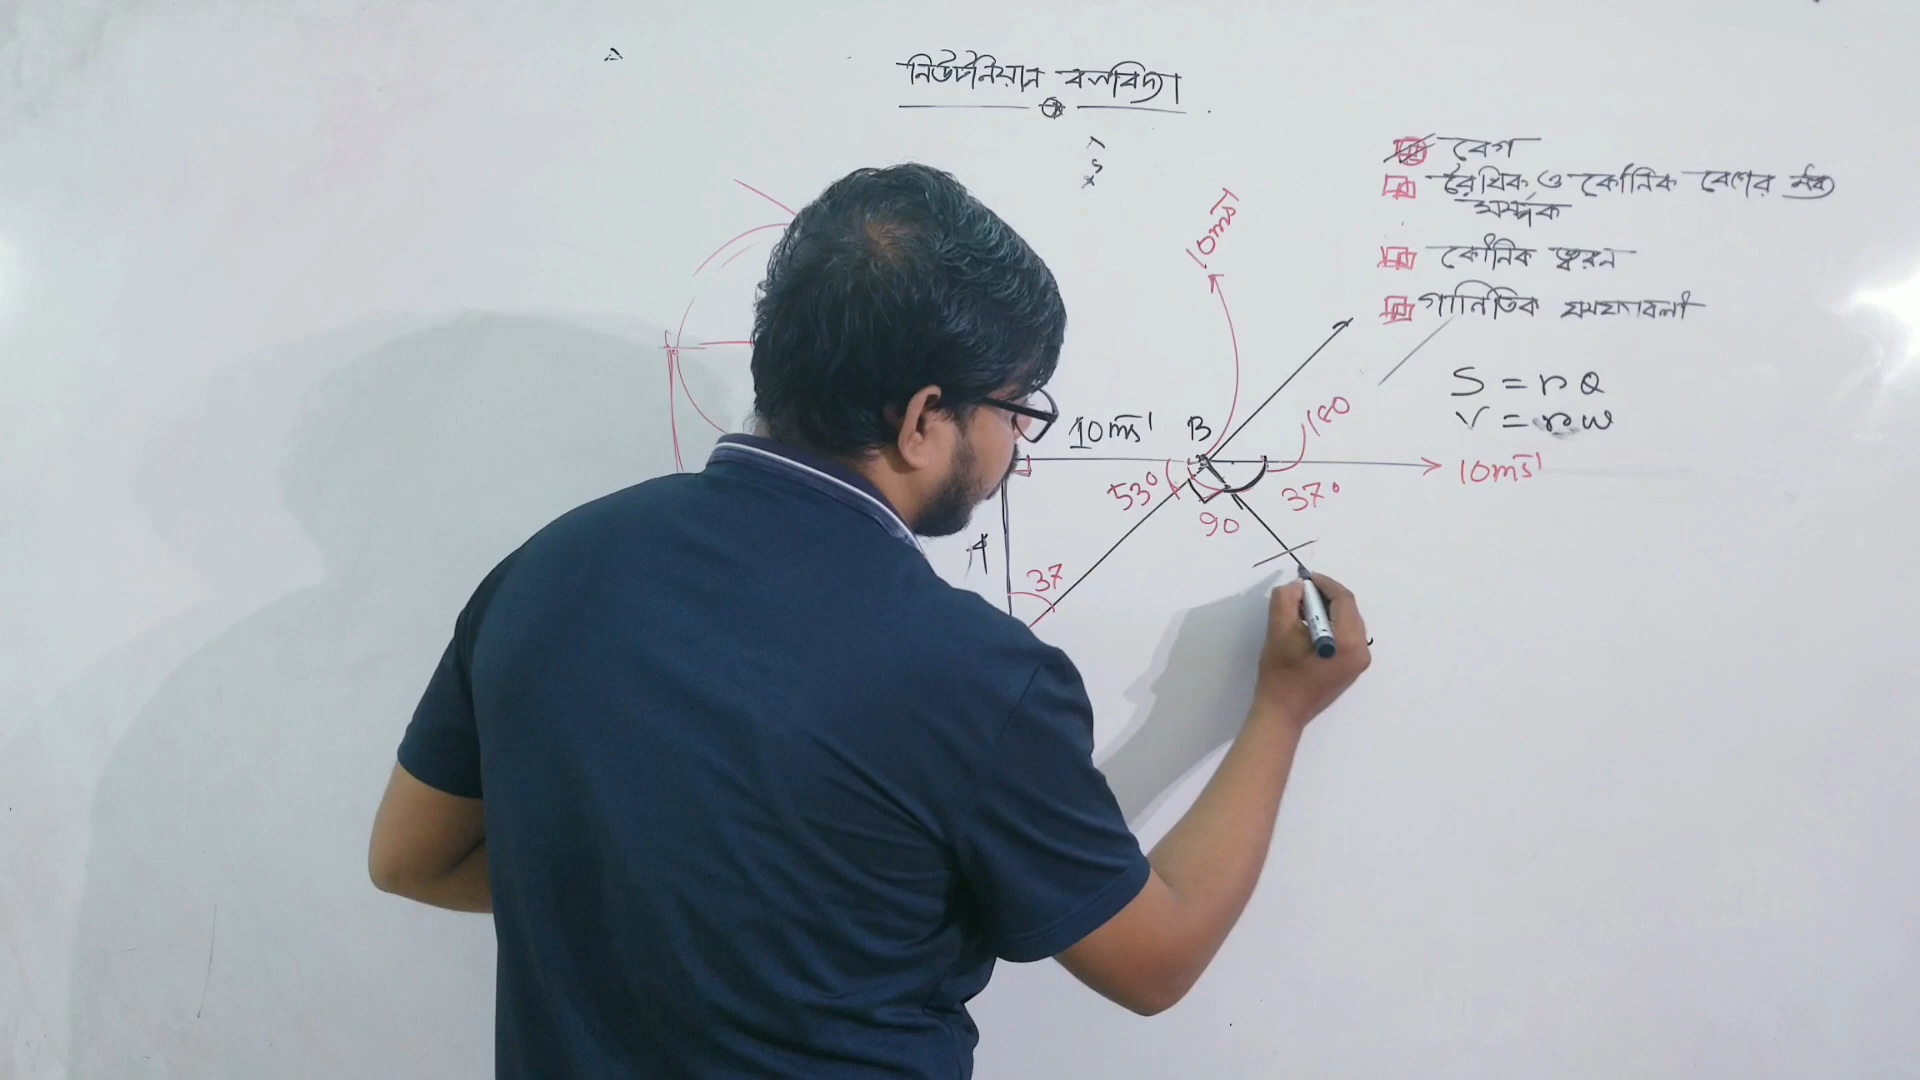 নিউটনিয়ান বলবিদ্যা
বেগ
রৈখিক ও কৌনিক বেগের
সম্পর্ক
কৌনিক ত্বরন
গানিতিক সমস্যাবলী
S = rθ
v = rω
10ms⁻¹
10ms⁻¹ B
180
10ms⁻¹
53° 37°
90
4
37